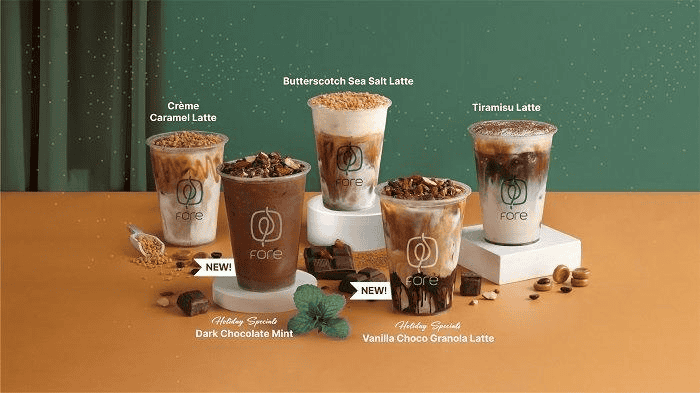 Butterscotch Sea Salt Latte
Crème
Caramel Latte
Tiramisu Latte
fore
fore
fore
fore
fore
NEW!
NEW!
Holiday Specials
Dark Chocolate Mint
Holiday Specials
Vanilla Choco Granola Latte